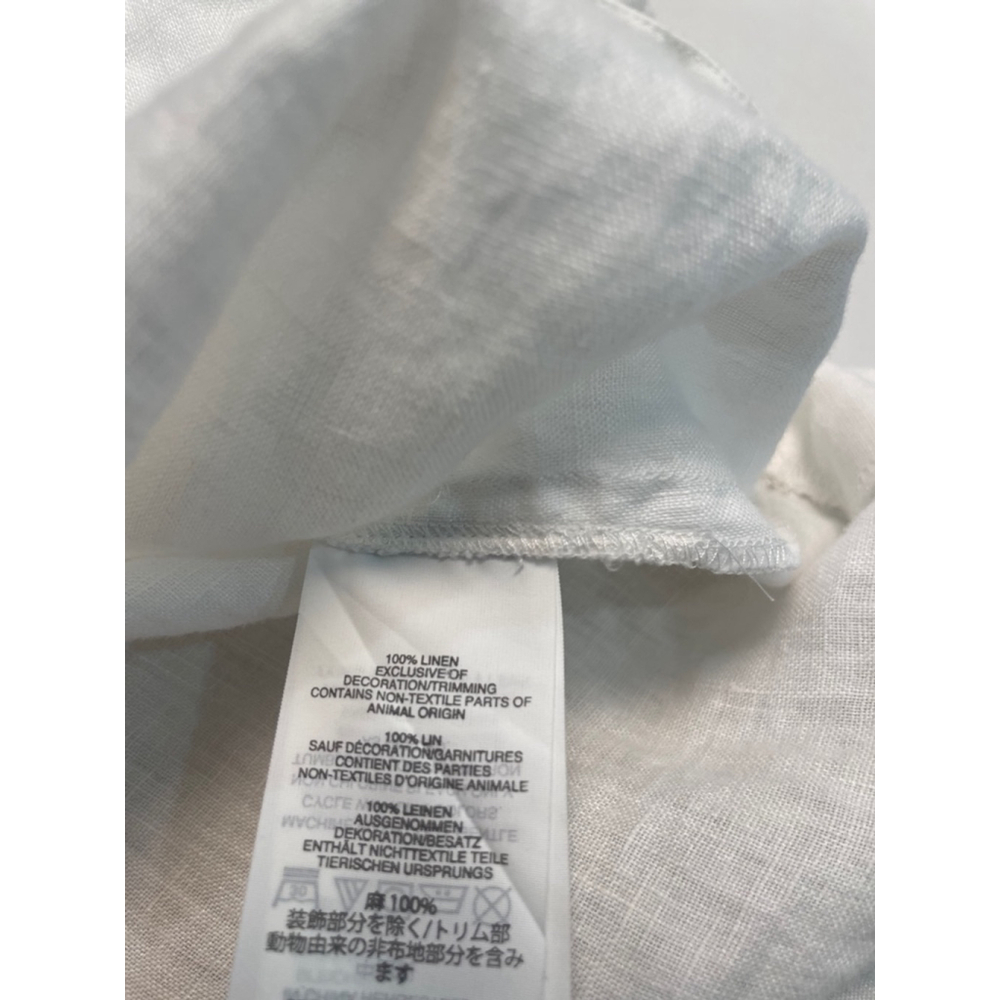 100% LINEN
EXCLUSIVE OF
DECORATION/TRIMMING
CONTAINS NON-TEXTILE PARTS OF
ANIMAL ORIGIN
100% LIN
SAUF DÉCORATION/GARNITURES
CONTIENT DES PARTIES
NON-TEXTILES D'ORIGINE ANIMALE
100% LEINEN
AUSGENOMMEN
DEKORATION/BESATZ
ENTHÄLT NICHTTEXTILE TEILE
TIERISCHEN URSPRUNGS
麻100%
装飾部分を除く/トリム部
動物由来の非布地部分を含み
ます